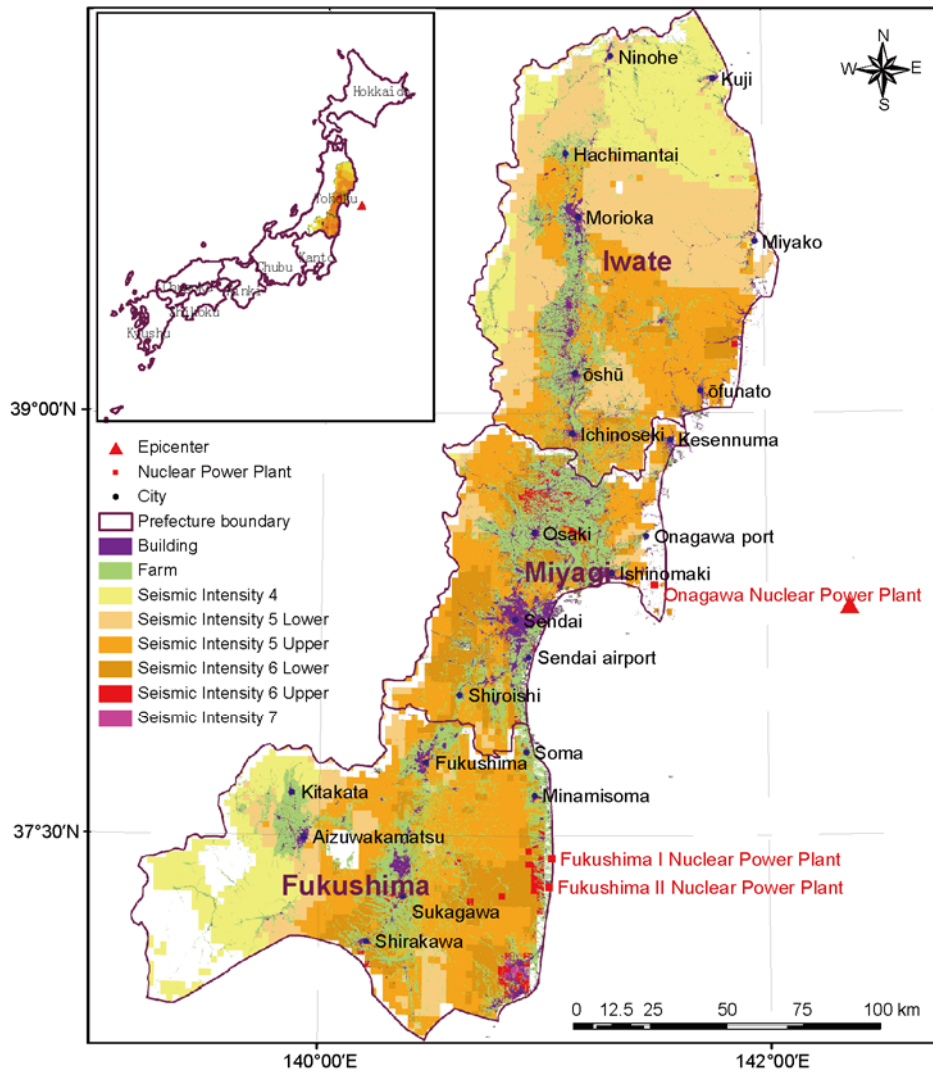 N
W
E
S
Hokkaido
Tohoku
Chubu
Kanto
Kyushu
Ninohe
Kuji
Hachimantai
Morioka
Miyako
Iwate
ōshū
ōfunato
39°00'N
Ichinoseki
Kesennuma
Epicenter
Nuclear Power Plant
City
Prefecture boundary
Building
Farm
Seismic Intensity 4
Seismic Intensity 5 Lower
Seismic Intensity 5 Upper
Seismic Intensity 6 Lower
Seismic Intensity 6 Upper
Seismic Intensity 7
Osaki
Onagawa port
Miyagi
Ishinomaki
Onagawa Nuclear Power Plant
Sendai
Sendai airport
Shiroishi
Soma
Fukushima
Kitakata
Minamisoma
37°30'N
Aizuwakamatsu
Fukushima I Nuclear Power Plant
Fukushima
Fukushima II Nuclear Power Plant
Sukagawa
Shirakawa
0 12.5 25 50 75 100 km
140°00'E
142°00'E